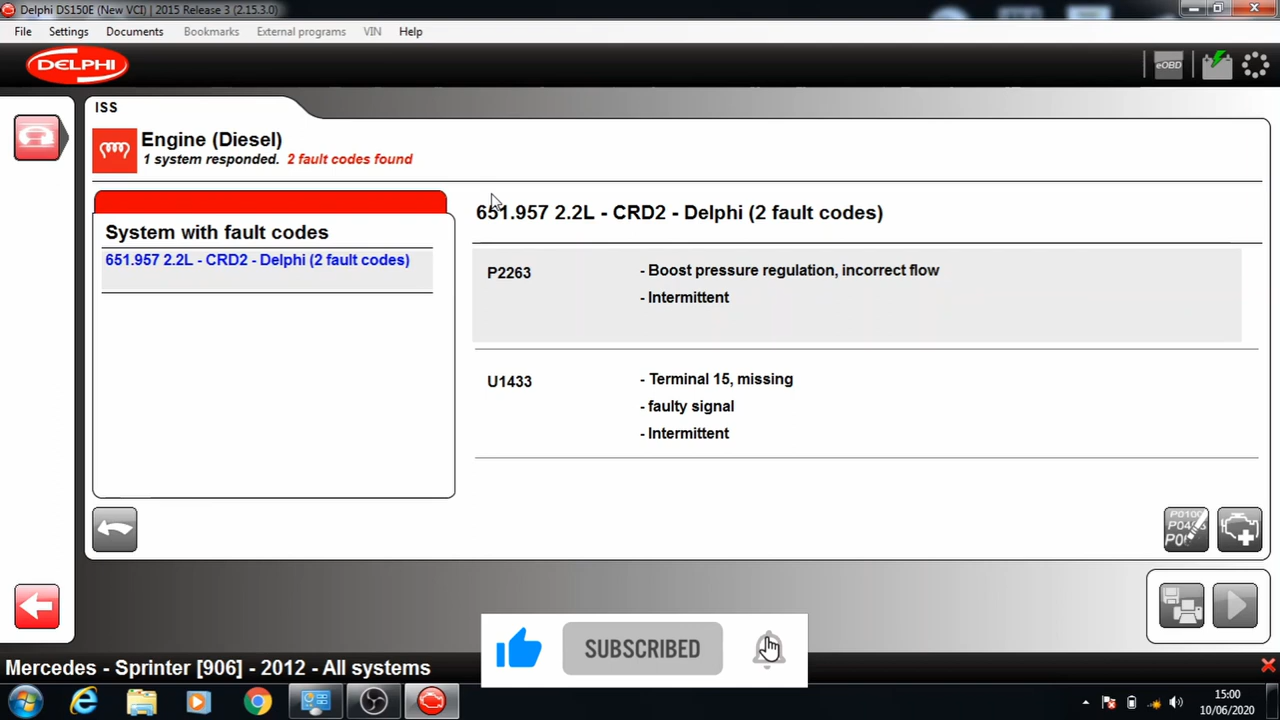 Delphi DS150E (New VCI) | 2015 Release 3 (2.15.3.0)
File Settings Documents Bookmarks External programs VIN Help
DELPHI
eOBD
ISS
Engine (Diesel)
1 system responded. 2 fault codes found
System with fault codes
651.957 2.2L - CRD2 - Delphi (2 fault codes)
651.957 2.2L - CRD2 - Delphi (2 fault codes)
P2263 - Boost pressure regulation, incorrect flow
- Intermittent
U1433 - Terminal 15, missing
- faulty signal
- Intermittent
SUBSCRIBED
Mercedes - Sprinter [906] - 2012 - All systems
15:00
10/06/2020